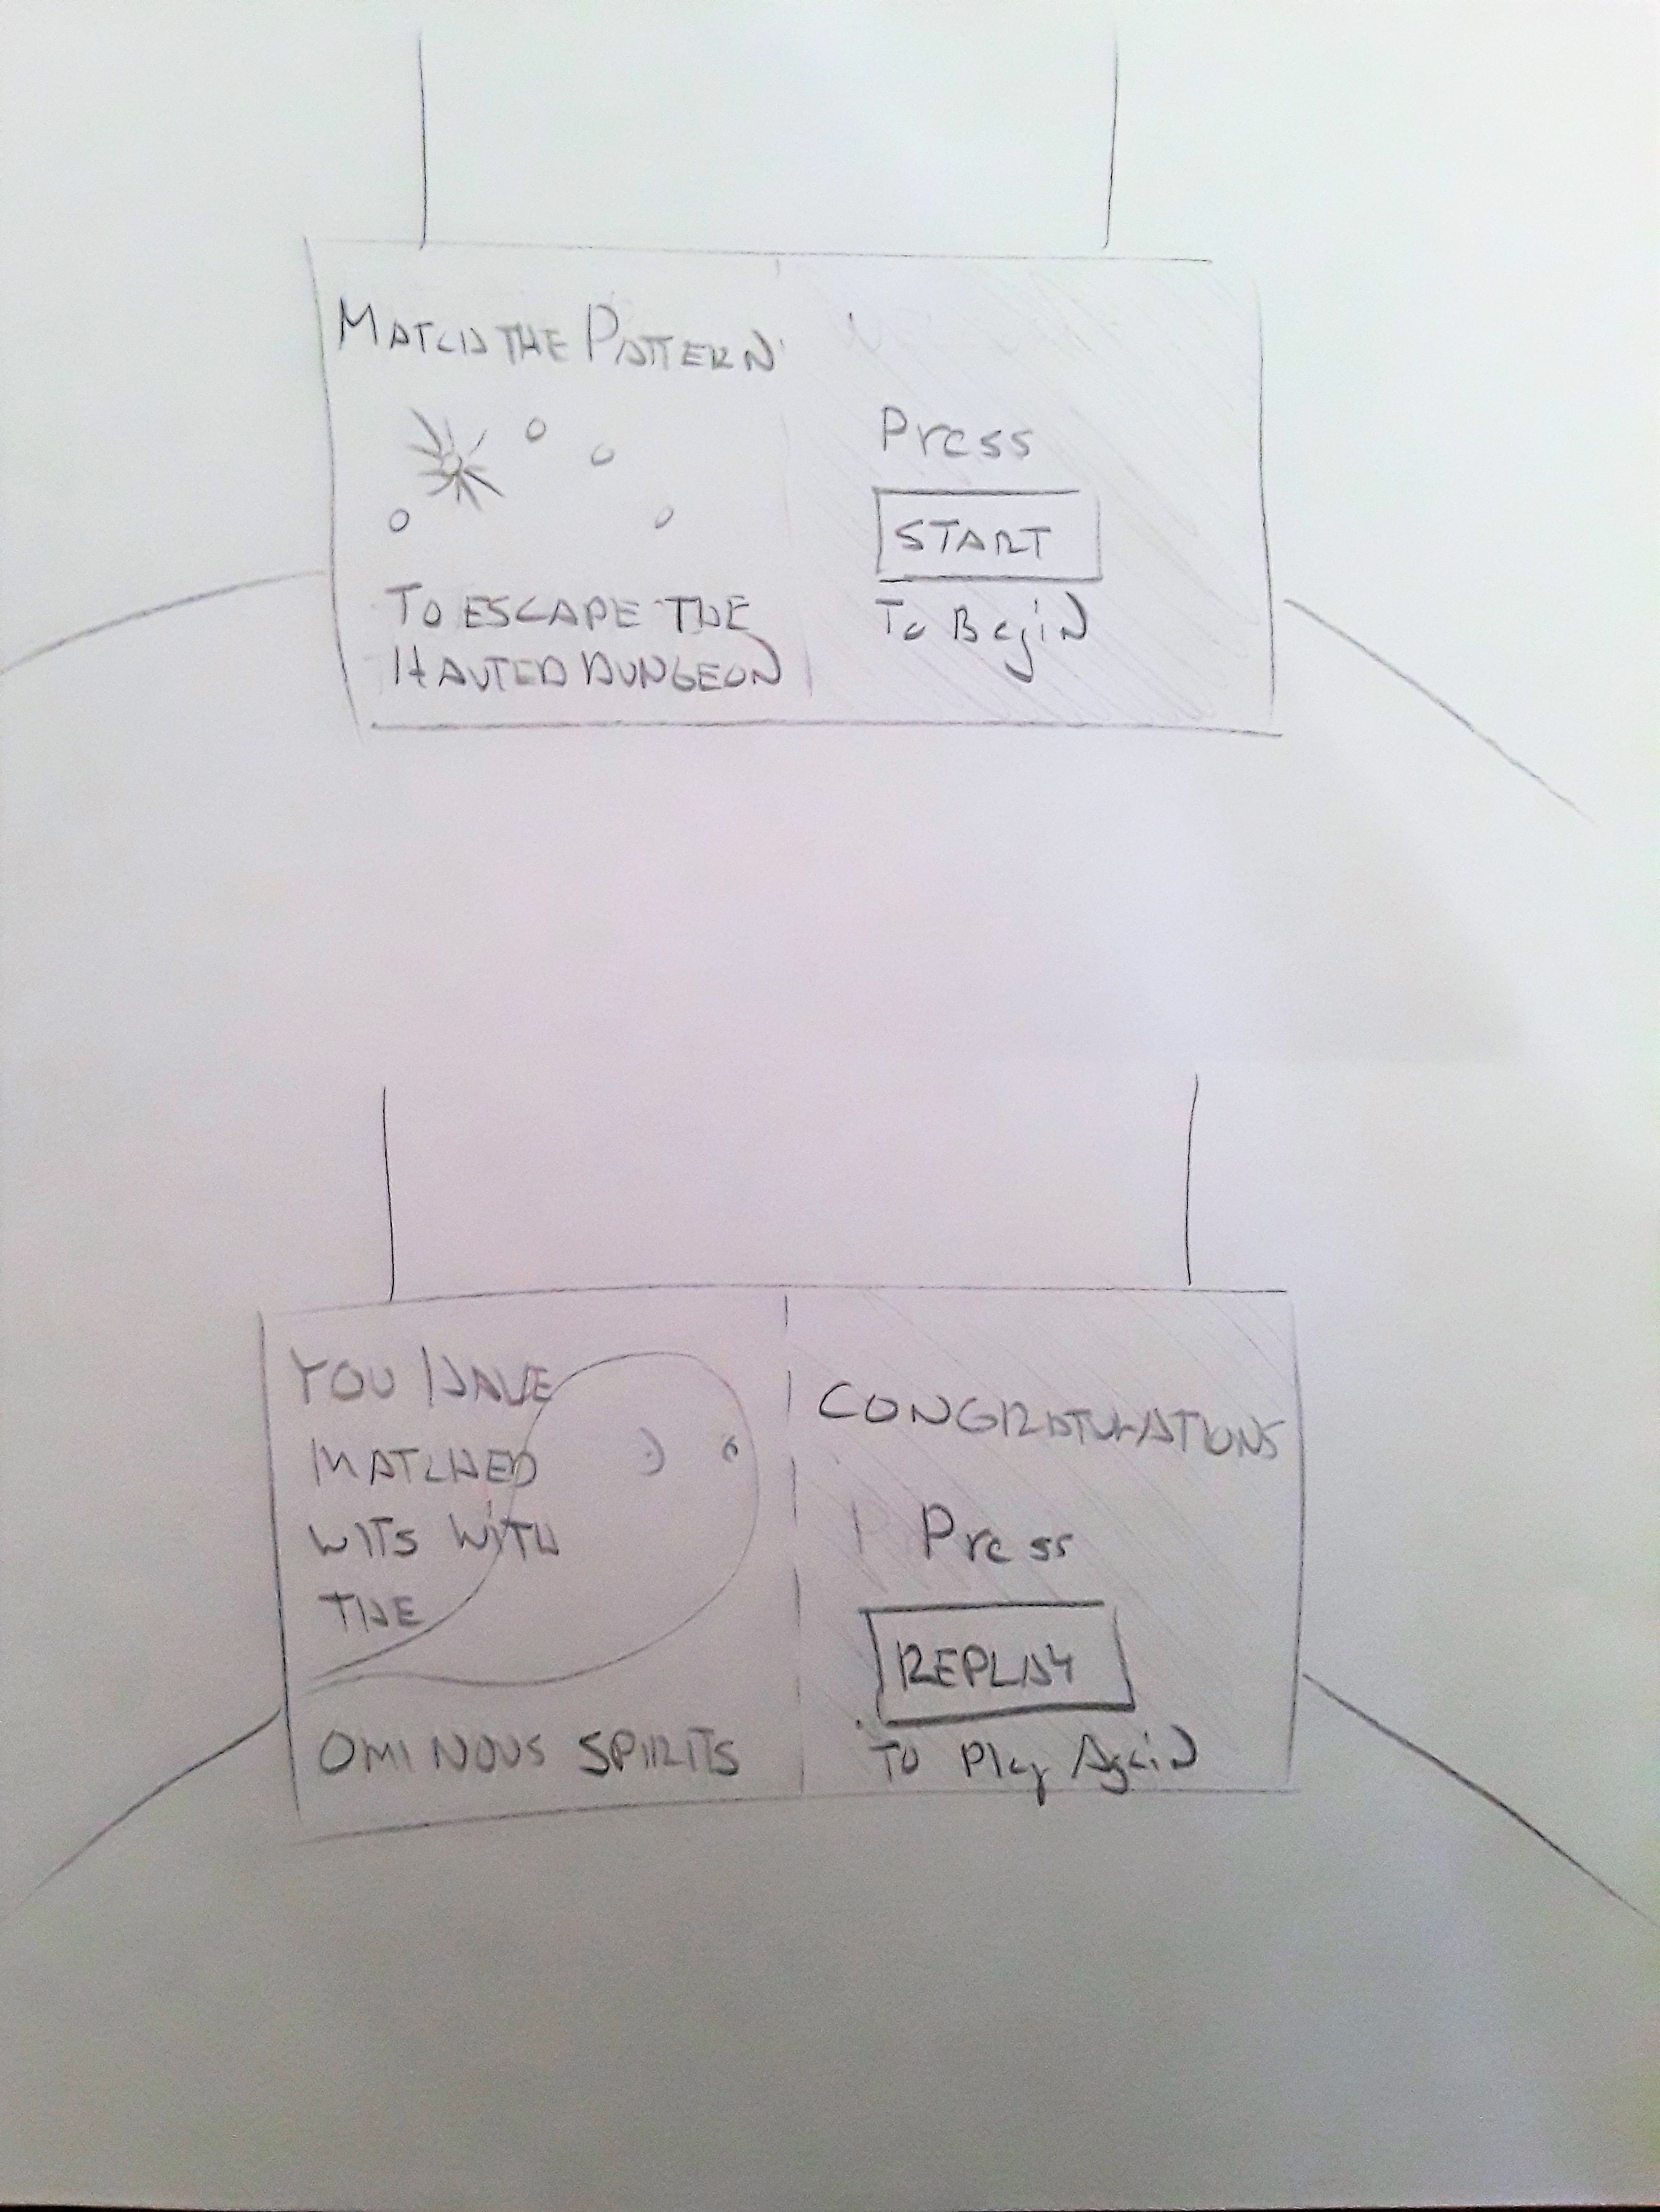 MATCH THE PATTERN
TO ESCAPE THE
HAUTED DUNGEON
Press
START
To Begin
YOU HAVE
MATCHED
WITS WITH
THE
OMINOUS SPIRITS
CONGRATULATIONS
Press
REPLAY
To Play Again